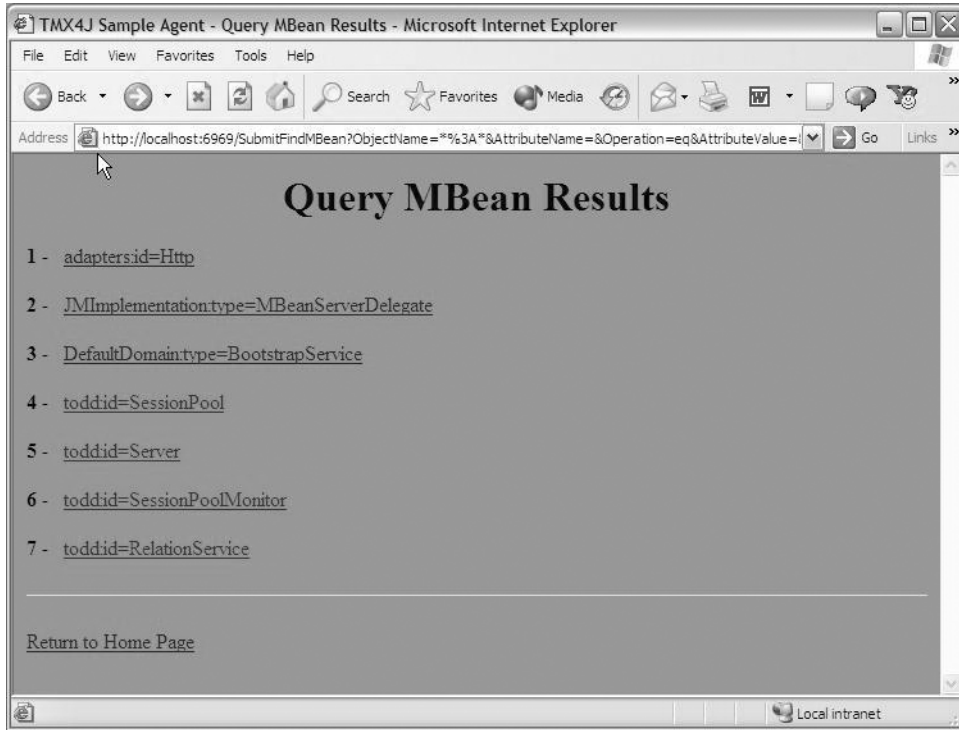 TMX4J Sample Agent - Query MBean Results - Microsoft Internet Explorer
File Edit View Favorites Tools Help
Back Search Favorites Media
Address http://localhost:6969/SubmitFindMBean?ObjectName=*%3A*&AttributeName=&Operation=eq&AttributeValue= Go Links »
Query MBean Results
1 - adapters:id=Http
2 - JMImplementation:type=MBeanServerDelegate
3 - DefaultDomain:type=BootstrapService
4 - todd:id=SessionPool
5 - todd:id=Server
6 - todd:id=SessionPoolMonitor
7 - todd:id=RelationService
Return to Home Page
Local intranet